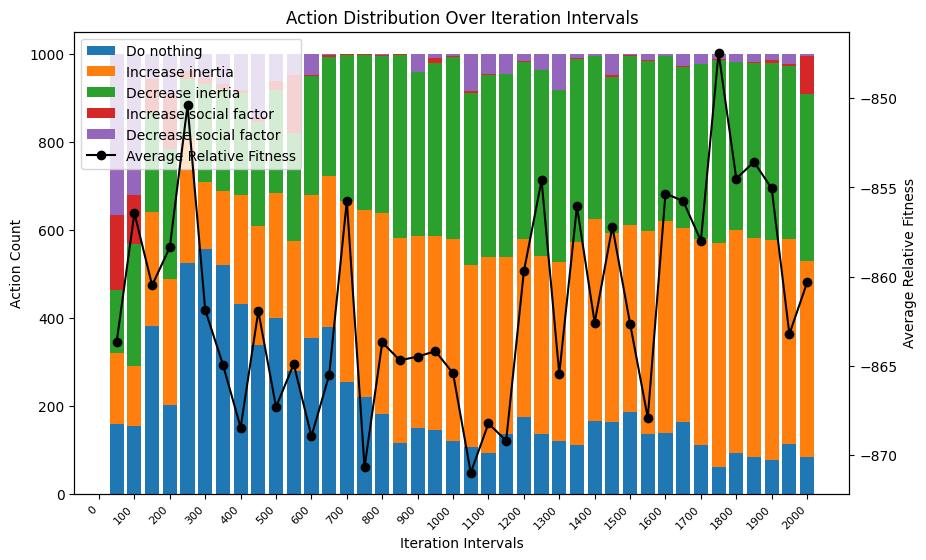 Action Distribution Over Iteration Intervals
Do nothing
Increase inertia
Decrease inertia
Increase social factor
Decrease social factor
Average Relative Fitness
Action Count
1000
800
600
400
200
0
Average Relative Fitness
−850
−855
−860
−865
−870
0 100 200 300 400 500 600 700 800 900 1000 1100 1200 1300 1400 1500 1600 1700 1800 1900 2000
Iteration Intervals